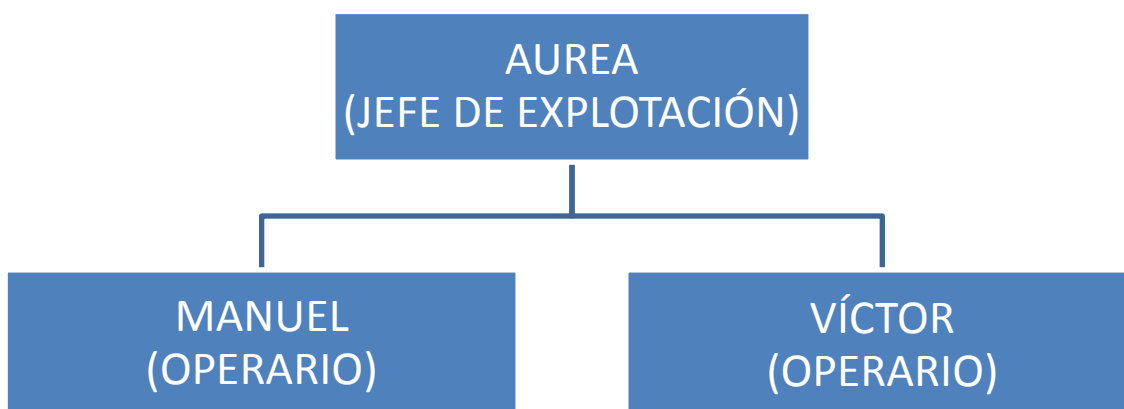 AUREA
(JEFE DE EXPLOTACIÓN)
MANUEL
(OPERARIO)
VÍCTOR
(OPERARIO)